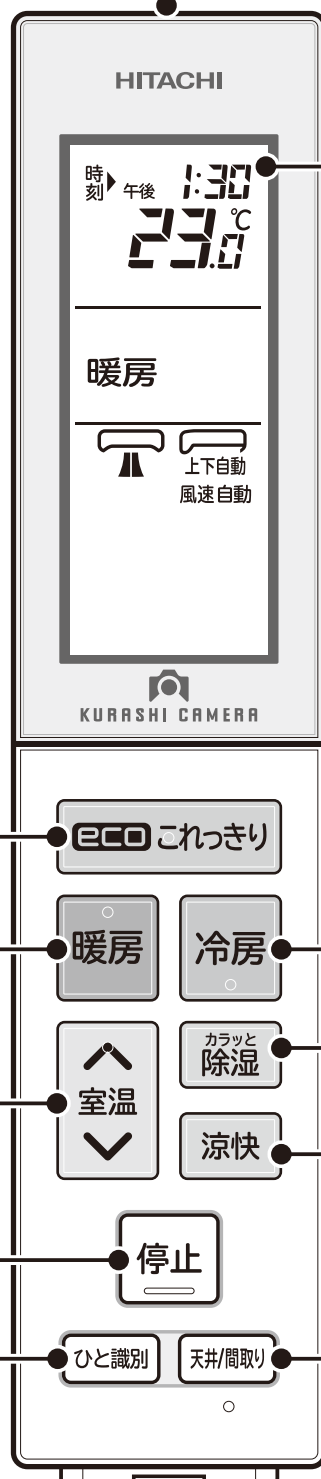 HITACHI
時刻 午後 1:30
23.0℃
暖房
上下自動
風速自動
KURASHI CAMERA
eco これっきり
暖房 冷房
カラッと
除湿
室温
涼快
停止
ひと識別 天井/間取り